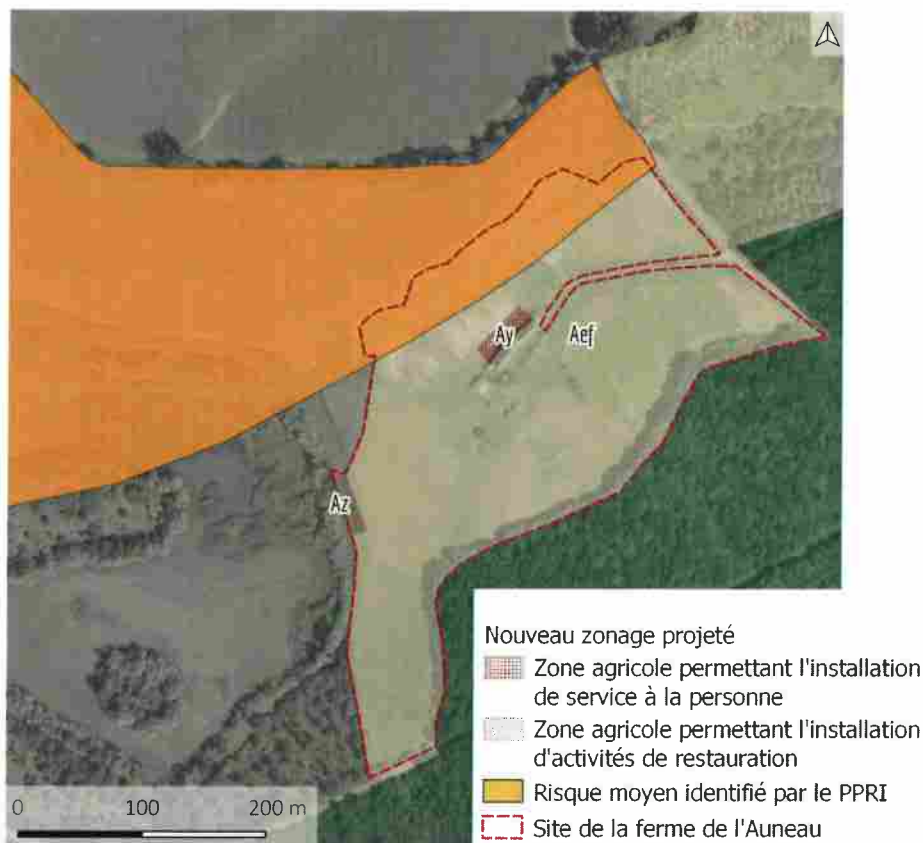 Ay
Aef
Az
Nouveau zonage projeté
Zone agricole permettant l'installation
de service à la personne
Zone agricole permettant l'installation
d'activités de restauration
Risque moyen identifié par le PPRI
Site de la ferme de l'Auneau
0 100 200 m